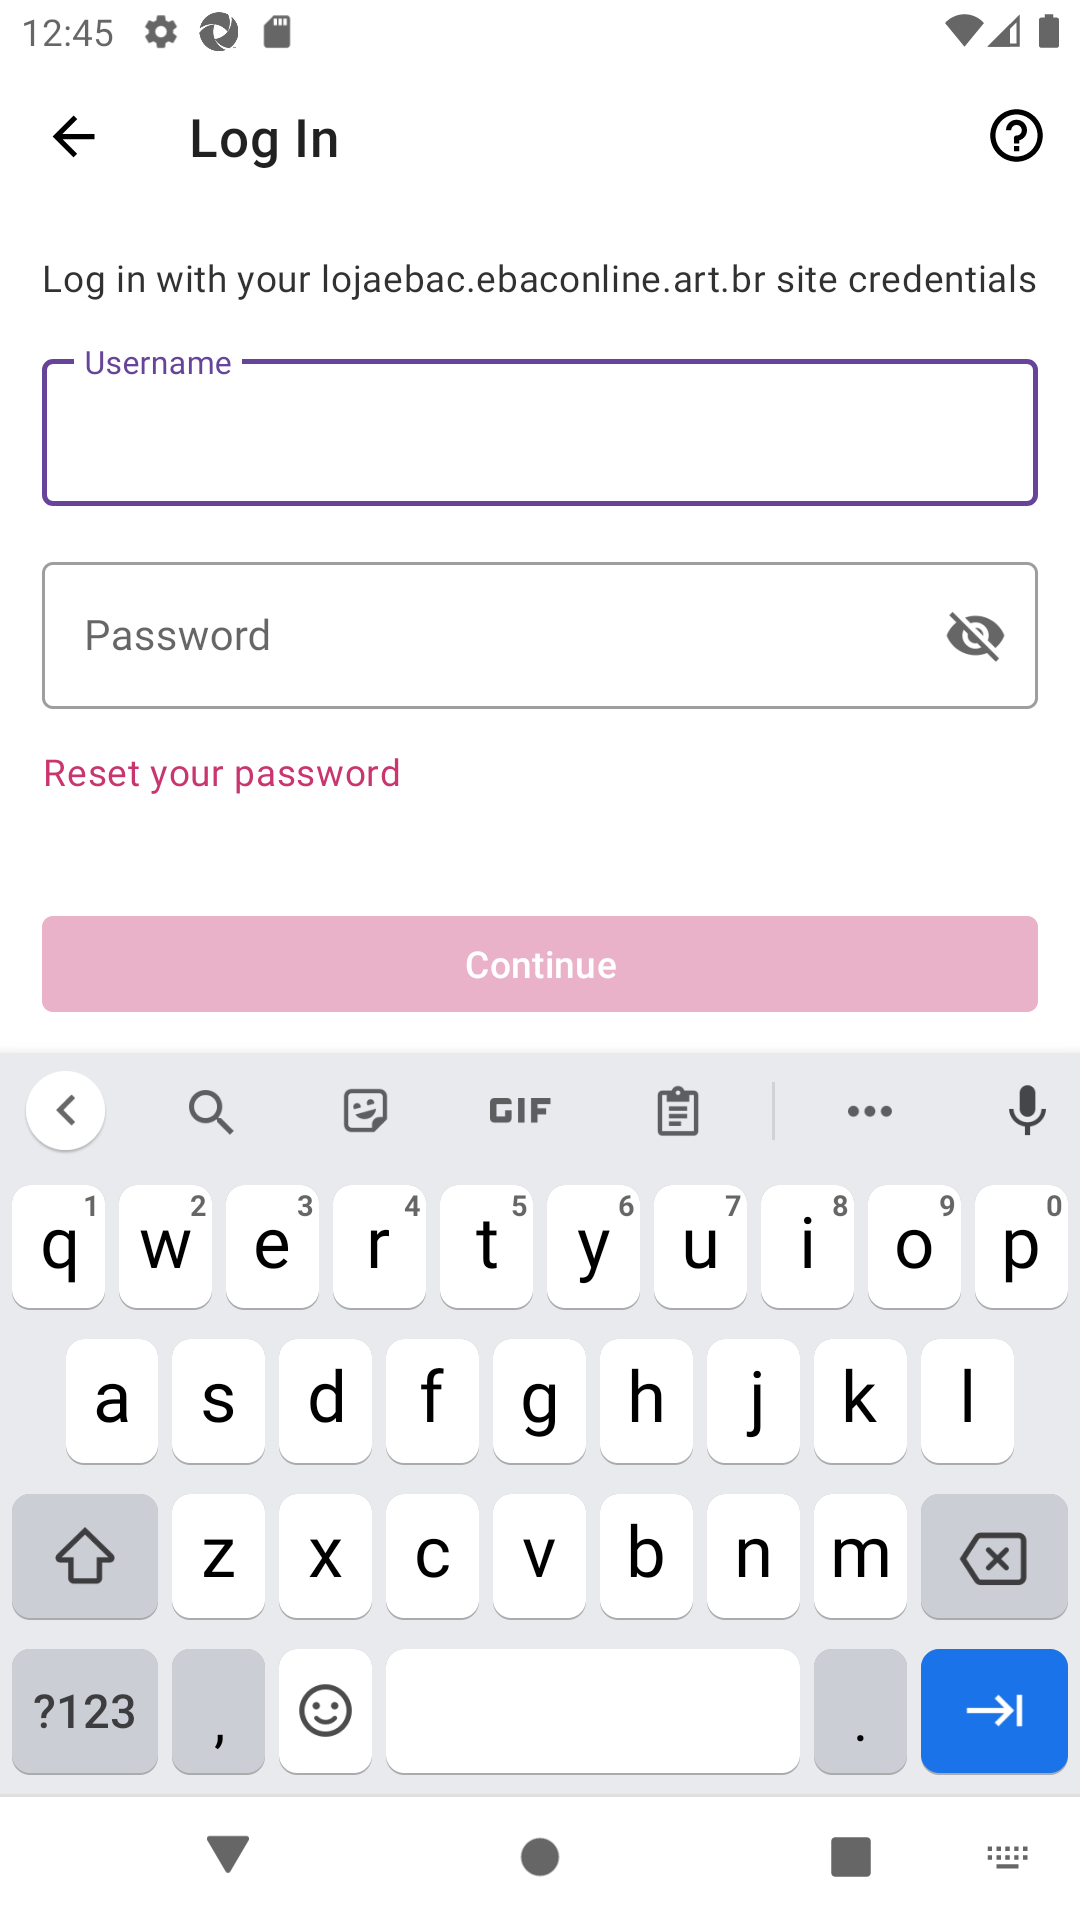 12:45
Log In
Log in with your lojaebac.ebaconline.art.br site credentials
Username
Password
Reset your password
Continue
GIF
1 2 3 4 5 6 7 8 9 0
q w e r t y u i o p
a s d f g h j k l
z x c v b n m
?123 , .